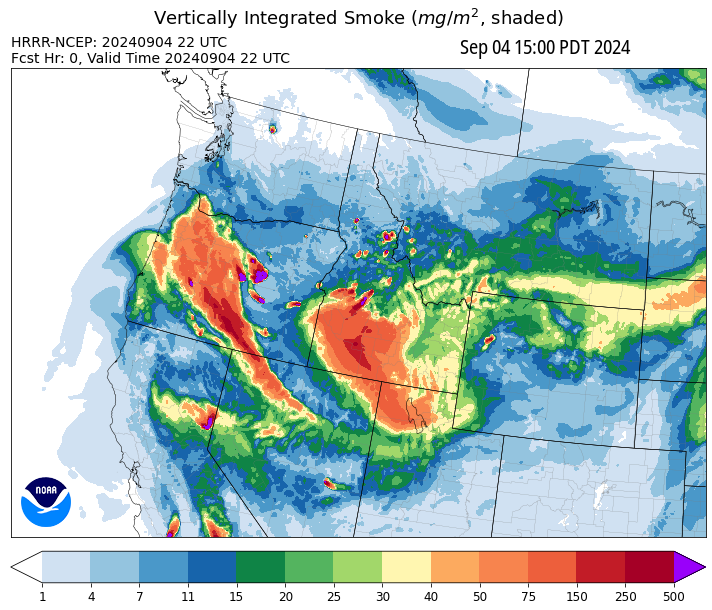 Vertically Integrated Smoke (mg/m², shaded)
HRRR-NCEP: 20240904 22 UTC
Sep 04 15:00 PDT 2024
Fcst Hr: 0, Valid Time 20240904 22 UTC
NOAA
1 4 7 11 15 20 25 30 40 50 75 150 250 500